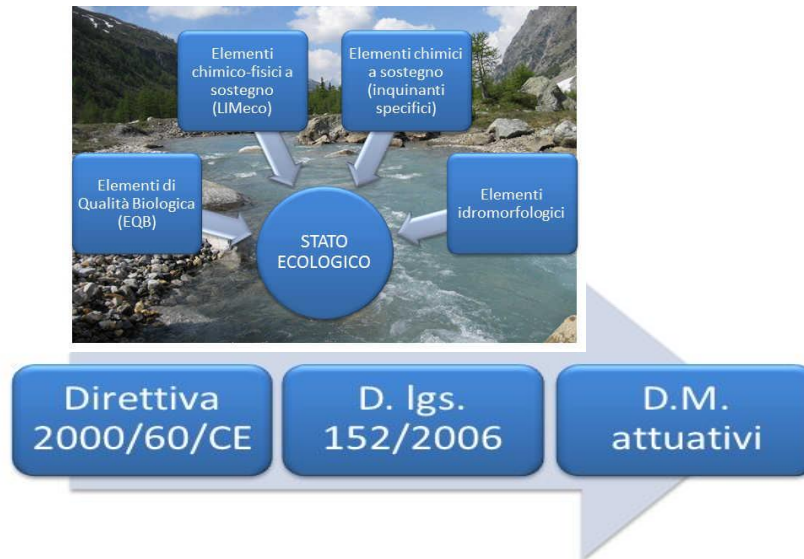 Elementi
chimico-fisici a
sostegno
(LIMeco)
Elementi chimici
a sostegno
(inquinanti
specifici)
Elementi di
Qualità Biologica
(EQB)
Elementi
idromorfologici
STATO
ECOLOGICO
Direttiva
2000/60/CE
D. lgs.
152/2006
D.M.
attuativi